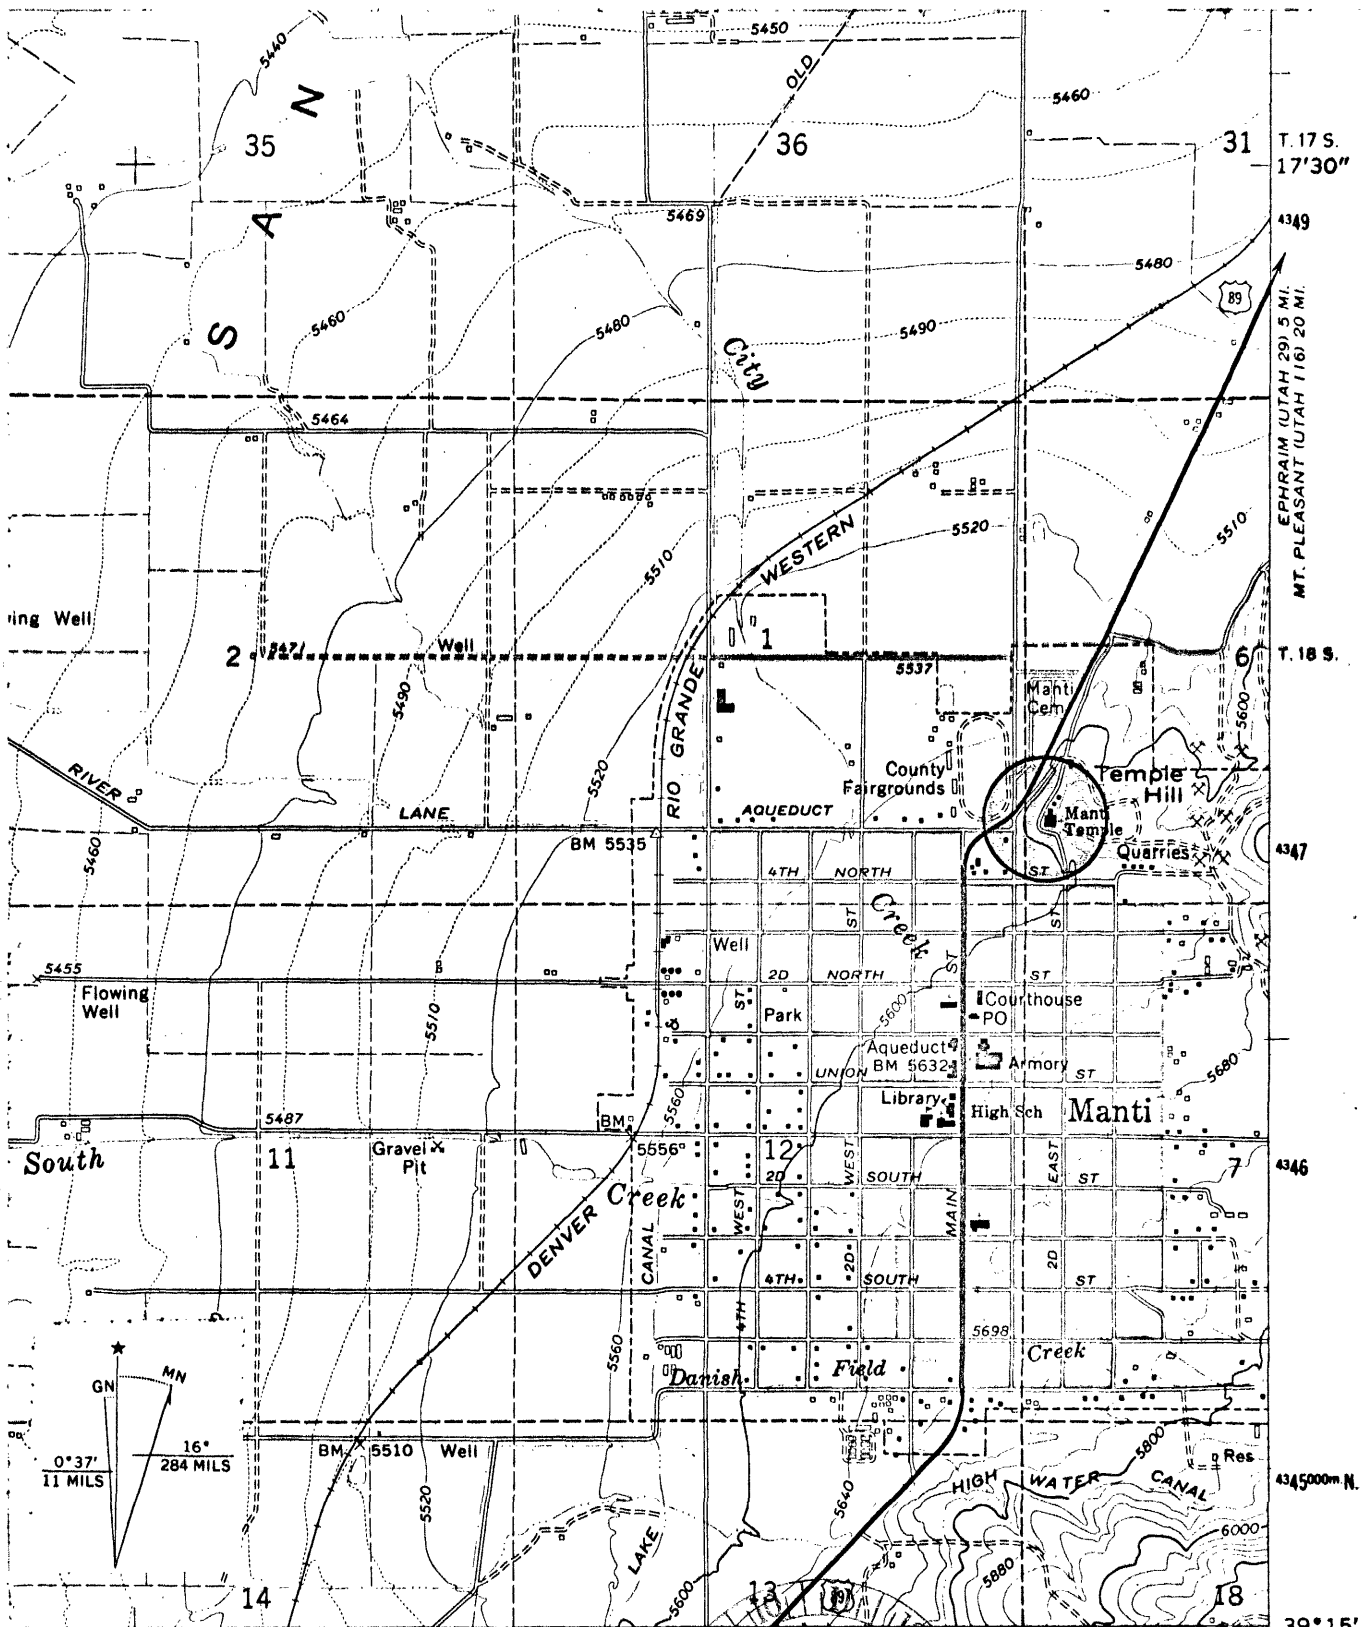 5440
5450
OLD
5460
N
35
36
31
T. 17 S.
17'30"
A
5469
4349
5480
89
S
5460
5480
5490
City
EPHRAIM (UTAH 29) 5 MI.
MT. PLEASANT (UTAH 116) 20 MI.
5464
5510
WESTERN
5520
5510
ing Well
2
5471
Well
1
5537
6
T. 18 S.
5490
RIO GRANDE
Manti
Cem
5600
RIVER
5520
County
Fairgrounds
Temple
Hill
LANE
AQUEDUCT
Manti
Temple
5460
BM 5535
Quarries
4347
4TH NORTH ST
Creek
ST
ST
Well
5455
2D NORTH ST
ST
Flowing
Well
5510
ST
Park
5600
Courthouse
PO
Aqueduct
BM 5632
Armory
UNION ST
5680
5560
Library
High Sch
Manti
5487
BM
5556
South
11
Gravel
Pit
12
7
4346
2D SOUTH ST
WEST
EAST
Creek
CANAL
WEST
MAIN
DENVER
2D
2D
4TH SOUTH ST
4TH
5698
5560
Creek
Danish Field
GN
MN
0°37'
11 MILS
16°
284 MILS
BM 5510
Well
5800
Res
HIGH WATER CANAL
4345000m. N.
5520
5640
6000
LAKE
5880
5600
14
13
89
18
39°15'